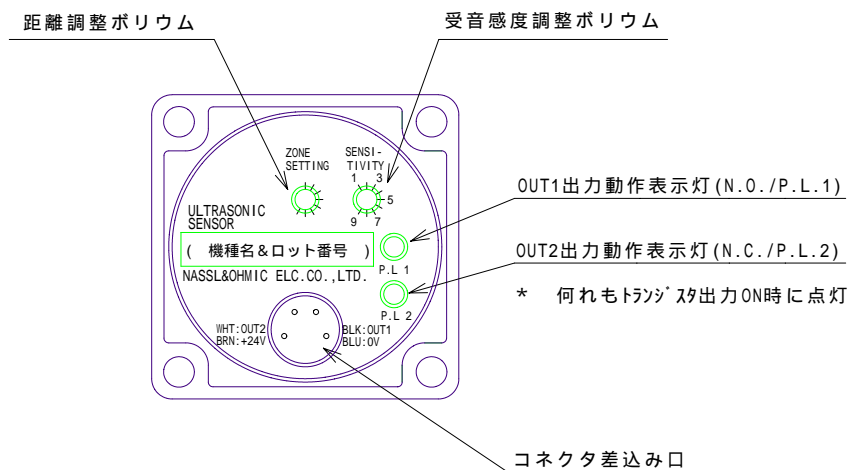 距離調整ボリウム
受音感度調整ボリウム
ZONE
SETTING
SENSI-
TIVITY
1 3
5
9 7
ULTRASONIC
SENSOR
( 機種名&ロット番号 )
NASSL&OHMIC ELC.CO.,LTD.
P.L 1
P.L 2
WHT:OUT2
BRN:+24V
BLK:OUT1
BLU:0V
OUT1出力動作表示灯(N.O./P.L.1)
OUT2出力動作表示灯(N.C./P.L.2)
* 何れもトランジスタ出力ON時に点灯
コネクタ差込み口